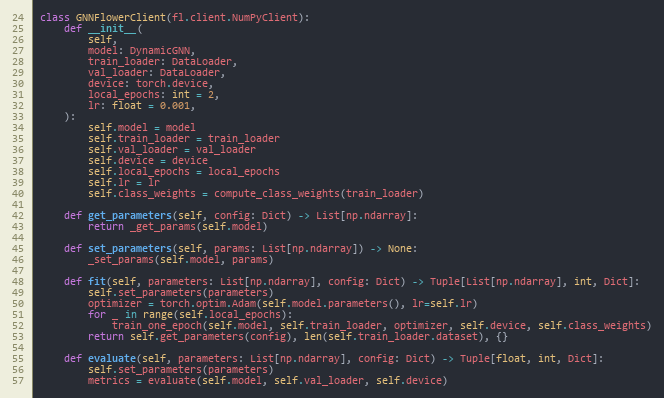 24 class GNNFlowerClient(fl.client.NumPyClient):
25     def __init__(
26         self,
27         model: DynamicGNN,
28         train_loader: DataLoader,
29         val_loader: DataLoader,
30         device: torch.device,
31         local_epochs: int = 2,
32         lr: float = 0.001,
33     ):
34         self.model = model
35         self.train_loader = train_loader
36         self.val_loader = val_loader
37         self.device = device
38         self.local_epochs = local_epochs
39         self.lr = lr
40         self.class_weights = compute_class_weights(train_loader)
41
42     def get_parameters(self, config: Dict) -> List[np.ndarray]:
43         return _get_params(self.model)
44
45     def set_parameters(self, params: List[np.ndarray]) -> None:
46         _set_params(self.model, params)
47
48     def fit(self, parameters: List[np.ndarray], config: Dict) -> Tuple[List[np.ndarray], int, Dict]:
49         self.set_parameters(parameters)
50         optimizer = torch.optim.Adam(self.model.parameters(), lr=self.lr)
51         for _ in range(self.local_epochs):
52             train_one_epoch(self.model, self.train_loader, optimizer, self.device, self.class_weights)
53         return self.get_parameters(config), len(self.train_loader.dataset), {}
54
55     def evaluate(self, parameters: List[np.ndarray], config: Dict) -> Tuple[float, int, Dict]:
56         self.set_parameters(parameters)
57         metrics = evaluate(self.model, self.val_loader, self.device)